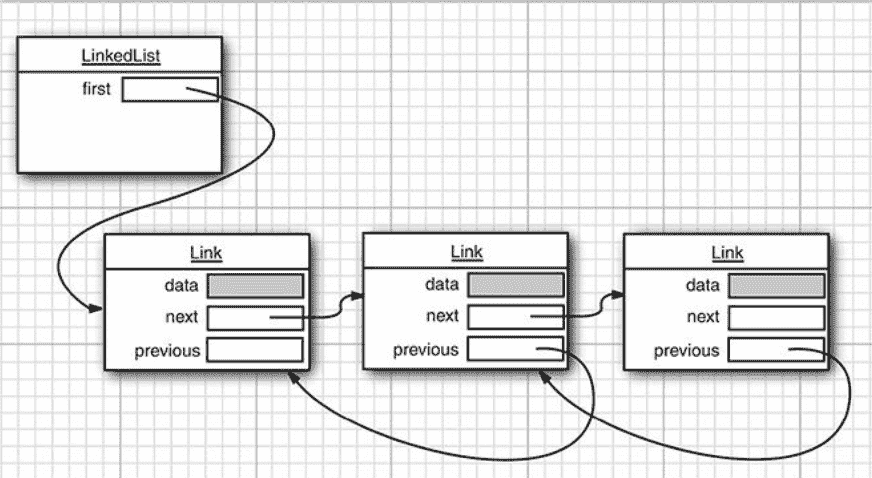 LinkedList
first
Link
data
next
previous
Link
data
next
previous
Link
data
next
previous